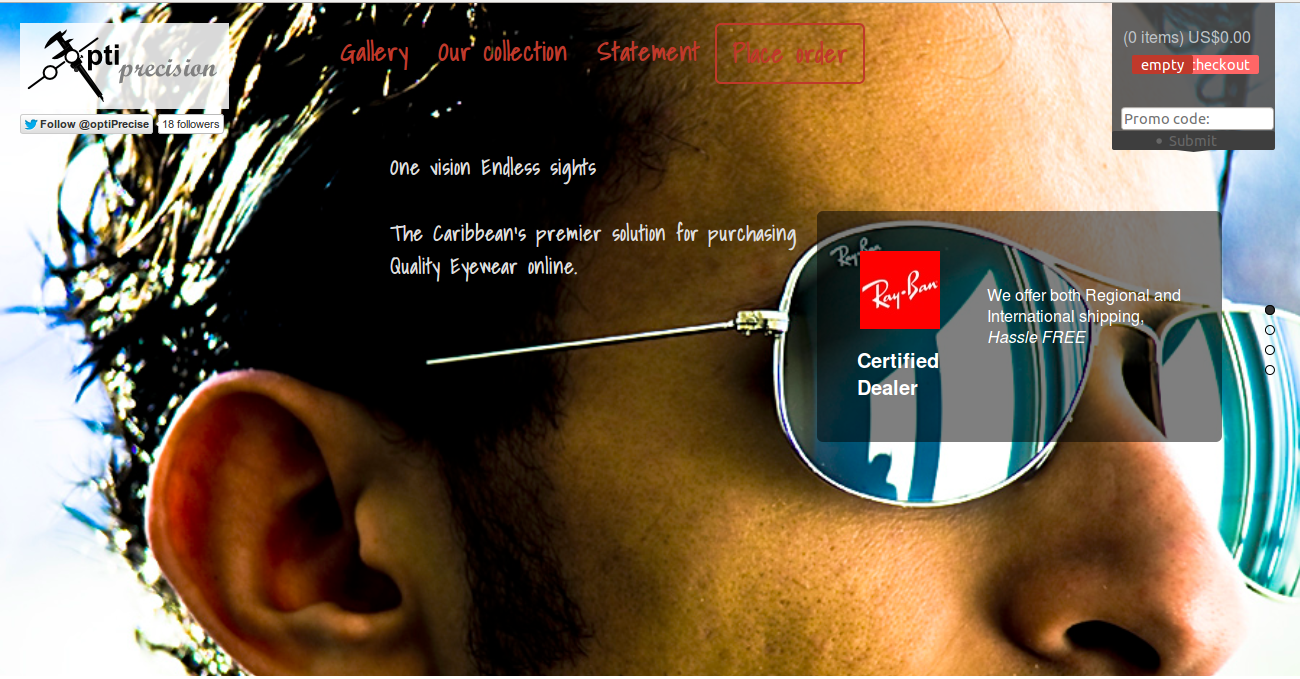 pti
precision
Follow @optiPrecise
18 followers
Gallery
Our collection
Statement
Place order
(0 items) US$0.00
empty
checkout
Promo code:
Submit
One vision Endless sights
The Caribbean's premier solution for purchasing
Quality Eyewear online.
Ray-Ban
Ray-Ban
Certified
Dealer
We offer both Regional and
International shipping,
Hassle FREE